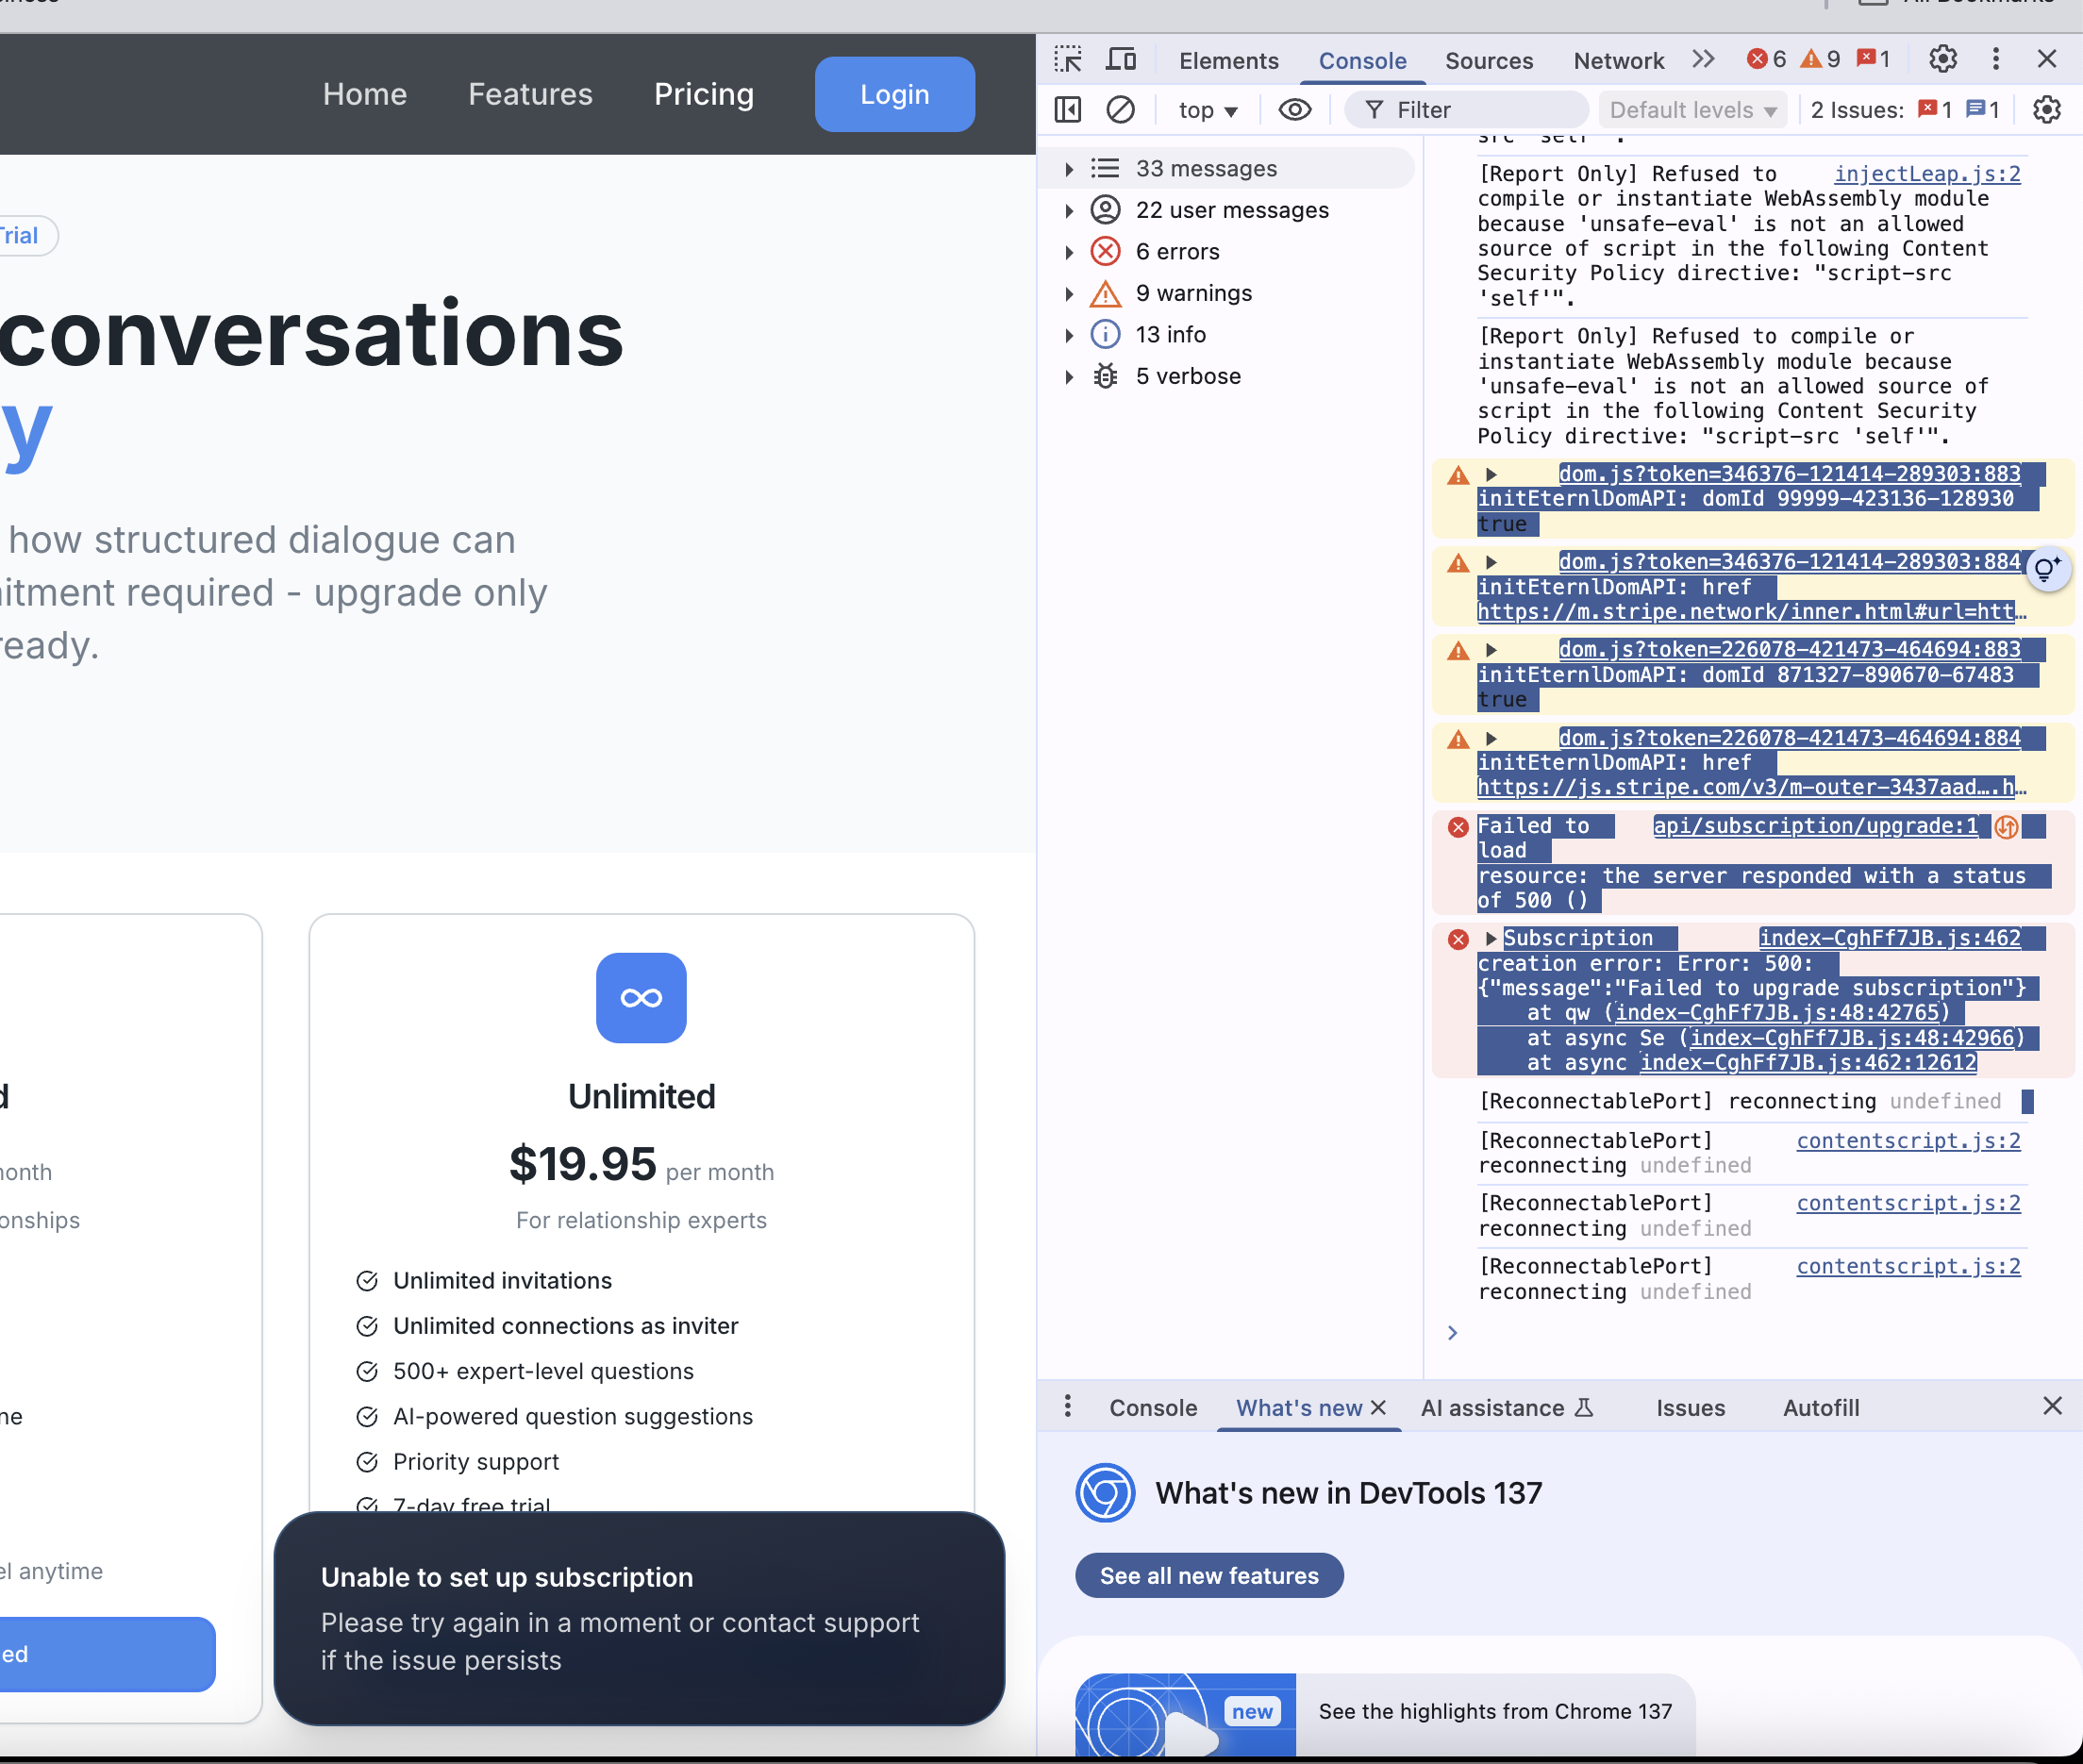 Home Features Pricing Login
Trial
conversations
y
how structured dialogue can
itment required - upgrade only
ready.
Unlimited
$19.95 per month
For relationship experts
Unlimited invitations
Unlimited connections as inviter
500+ expert-level questions
AI-powered question suggestions
Priority support
7-day free trial
d
onth
onships
ne
el anytime
ed
Unable to set up subscription
Please try again in a moment or contact support
if the issue persists
Elements Console Sources Network 6 9 1
top Filter Default levels 2 Issues: 1 1
33 messages
22 user messages
6 errors
9 warnings
13 info
5 verbose
src 'self'".
[Report Only] Refused to injectLeap.js:2
compile or instantiate WebAssembly module
because 'unsafe-eval' is not an allowed
source of script in the following Content
Security Policy directive: "script-src
'self'".
[Report Only] Refused to compile or
instantiate WebAssembly module because
'unsafe-eval' is not an allowed source of
script in the following Content Security
Policy directive: "script-src 'self'".
dom.js?token=346376-121414-289303:883
initEternlDomAPI: domId 99999-423136-128930
true
dom.js?token=346376-121414-289303:884
initEternlDomAPI: href
https://m.stripe.network/inner.html#url=htt…
dom.js?token=226078-421473-464694:883
initEternlDomAPI: domId 871327-890670-67483
true
dom.js?token=226078-421473-464694:884
initEternlDomAPI: href
https://js.stripe.com/v3/m-outer-3437aad….h…
Failed to api/subscription/upgrade:1
load
resource: the server responded with a status
of 500 ()
Subscription index-CghFf7JB.js:462
creation error: Error: 500:
{"message":"Failed to upgrade subscription"}
at qw (index-CghFf7JB.js:48:42765)
at async Se (index-CghFf7JB.js:48:42966)
at async index-CghFf7JB.js:462:12612
[ReconnectablePort] reconnecting undefined
[ReconnectablePort] contentscript.js:2
reconnecting undefined
[ReconnectablePort] contentscript.js:2
reconnecting undefined
[ReconnectablePort] contentscript.js:2
reconnecting undefined
Console What's new AI assistance Issues Autofill
What's new in DevTools 137
See all new features
new
See the highlights from Chrome 137